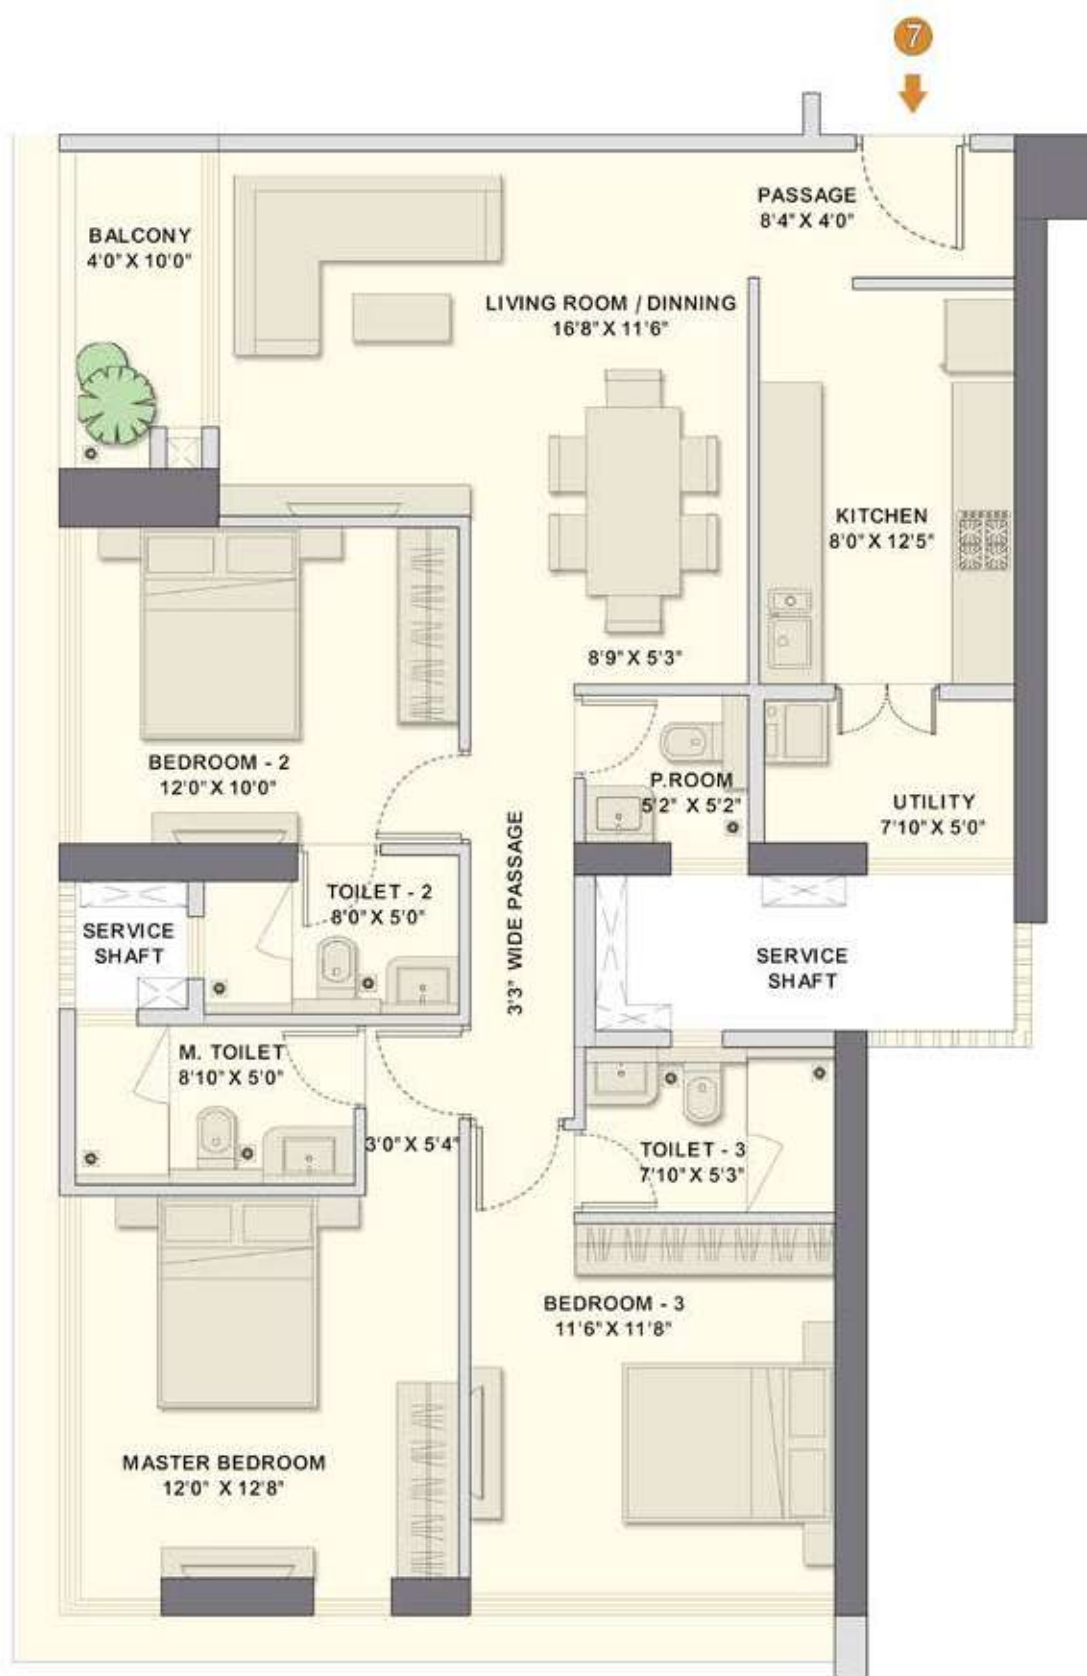 7
PASSAGE
8'4" X 4'0"
BALCONY
4'0" X 10'0"
LIVING ROOM / DINNING
16'8" X 11'6"
KITCHEN
8'0" X 12'5"
8'9" X 5'3"
BEDROOM - 2
12'0" X 10'0"
P.ROOM
5'2" X 5'2"
UTILITY
7'10" X 5'0"
3'3" WIDE PASSAGE
TOILET - 2
8'0" X 5'0"
SERVICE
SHAFT
SERVICE
SHAFT
M. TOILET
8'10" X 5'0"
3'0" X 5'4"
TOILET - 3
7'10" X 5'3"
BEDROOM - 3
11'6" X 11'8"
MASTER BEDROOM
12'0" X 12'8"